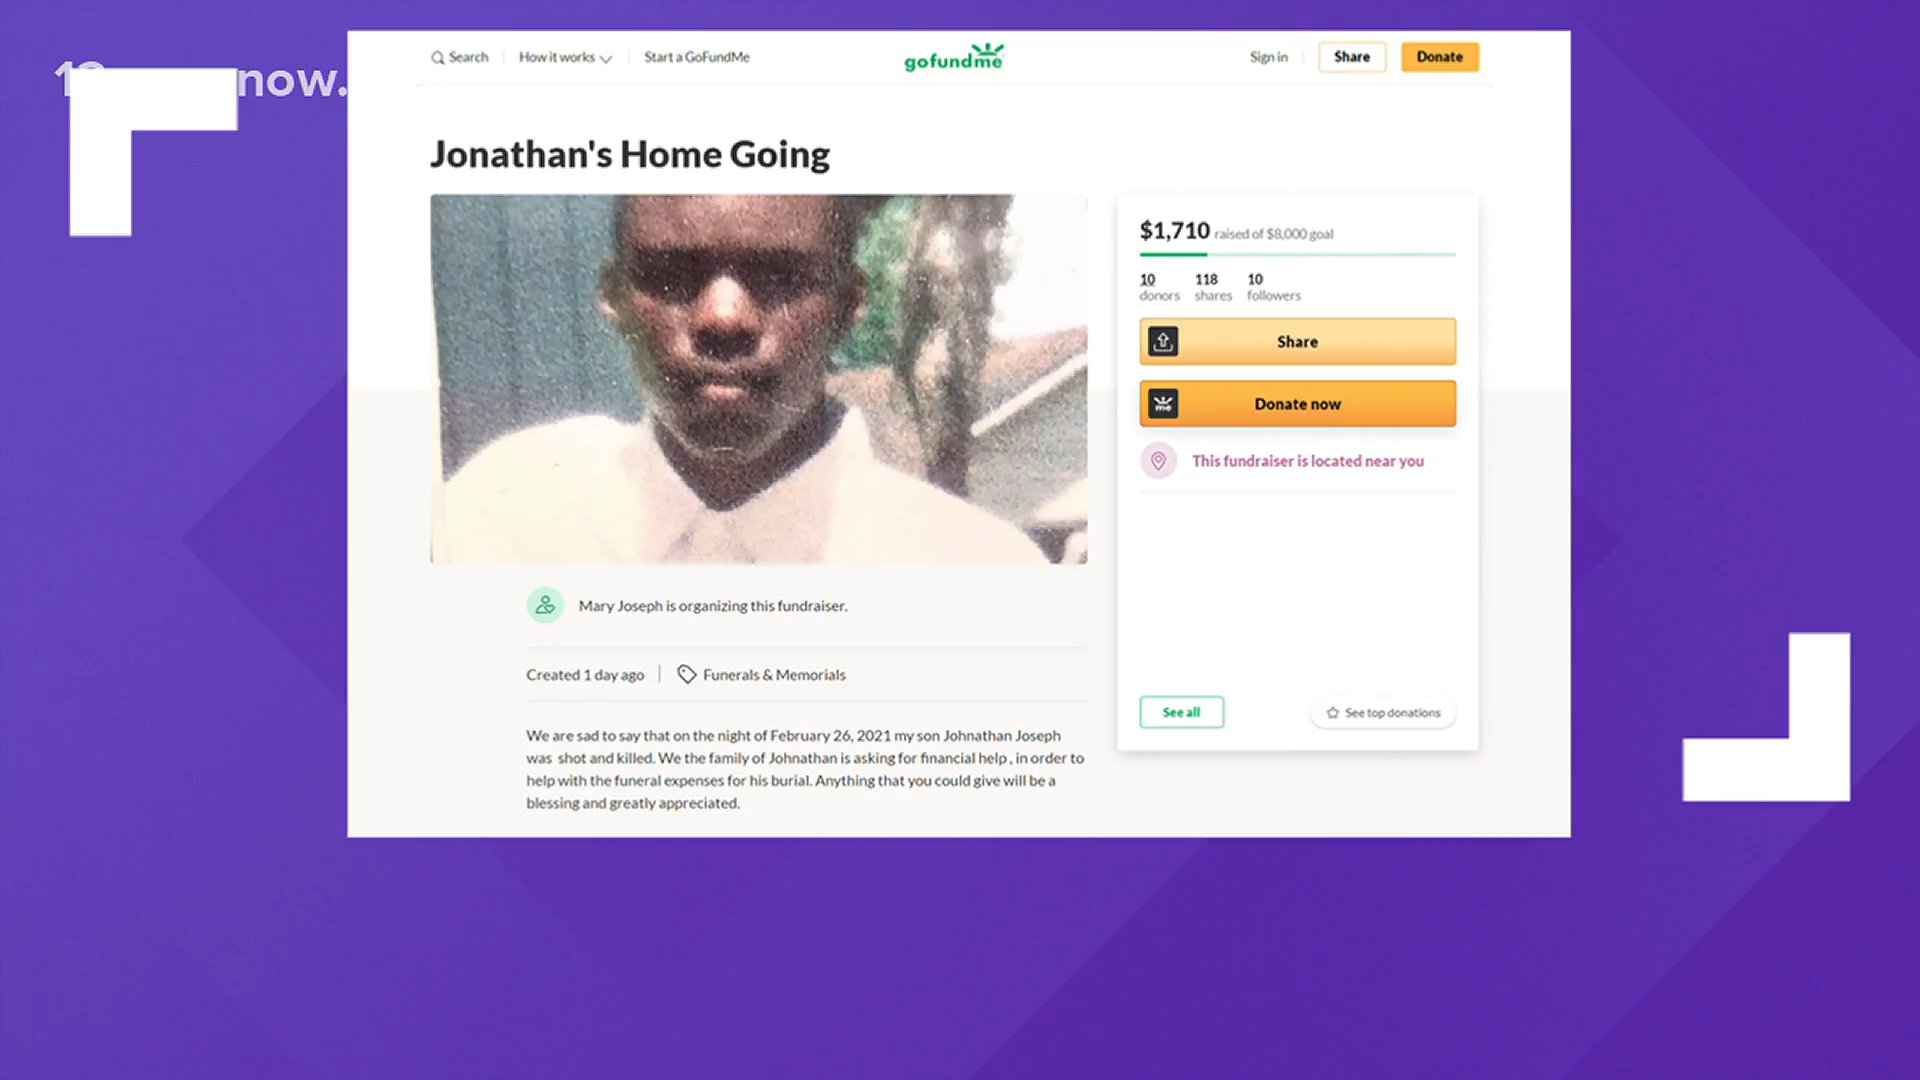 now.
Search
How it works
Start a GoFundMe
gofundme
Sign in
Share
Donate
Jonathan's Home Going
$1,710 raised of $8,000 goal
10 118 10
donors shares followers
Share
me Donate now
This fundraiser is located near you
Mary Joseph is organizing this fundraiser.
Created 1 day ago
Funerals & Memorials
See all
See top donations
We are sad to say that on the night of February 26, 2021 my son Johnathan Joseph
was shot and killed. We the family of Johnathan is asking for financial help , in order to
help with the funeral expenses for his burial. Anything that you could give will be a
blessing and greatly appreciated.